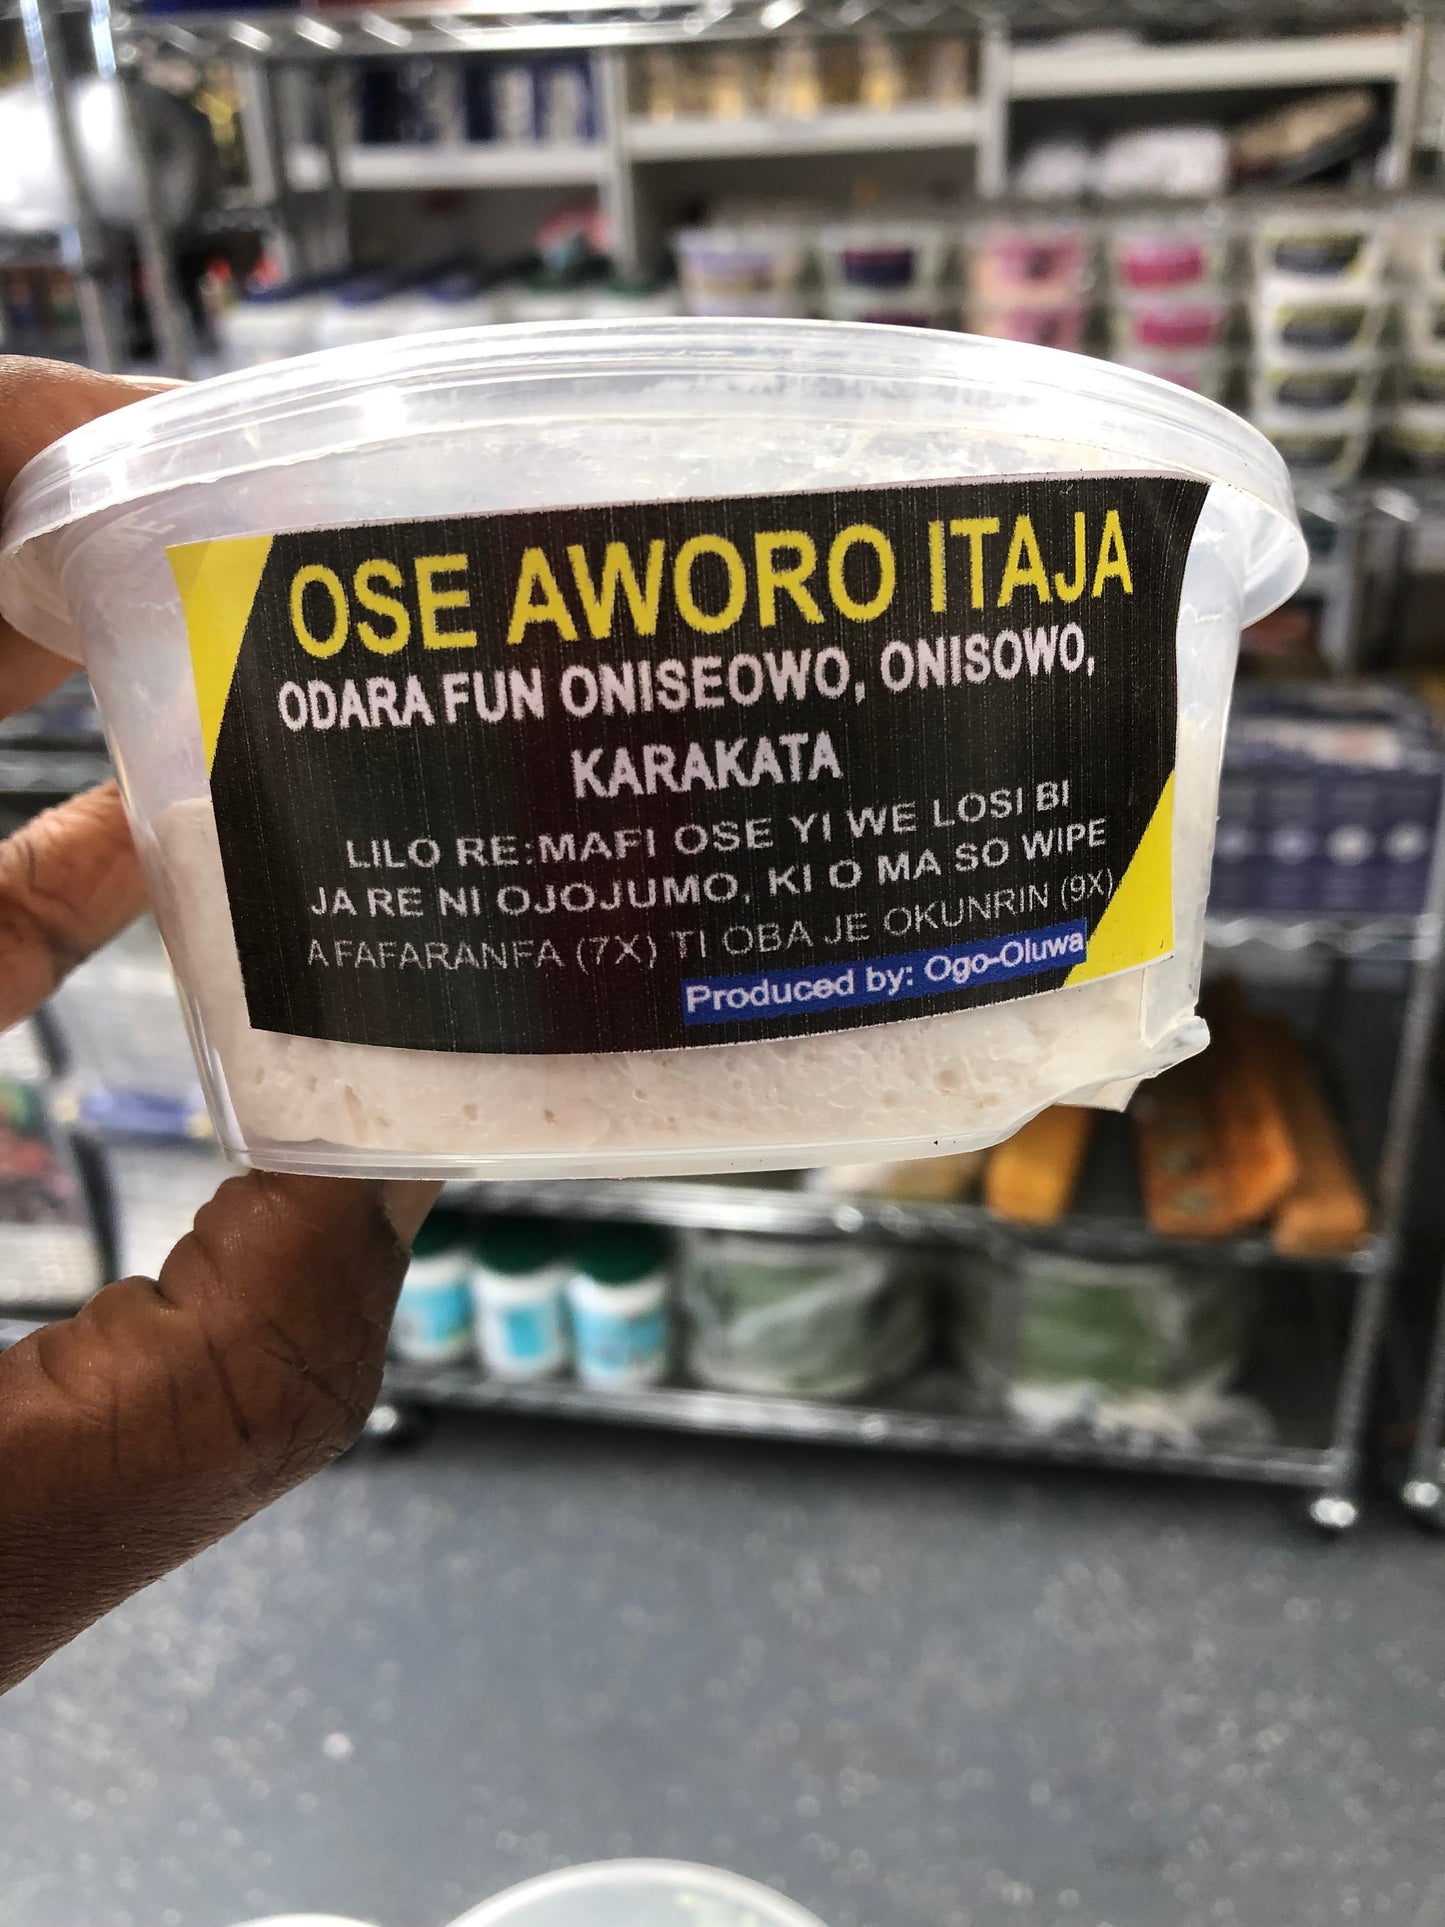 OSE AWORO ITAJA
ODARA FUN ONISEOWO, ONISOWO,
KARAKATA
LILO RE:MAFI OSE YI WE LOSI BI
JA RE NI OJOJUMO, KI O MA SO WIPE
AFAFARANFA (7X) TI OBA JE OKUNRIN (9X)
Produced by: Ogo-Oluwa